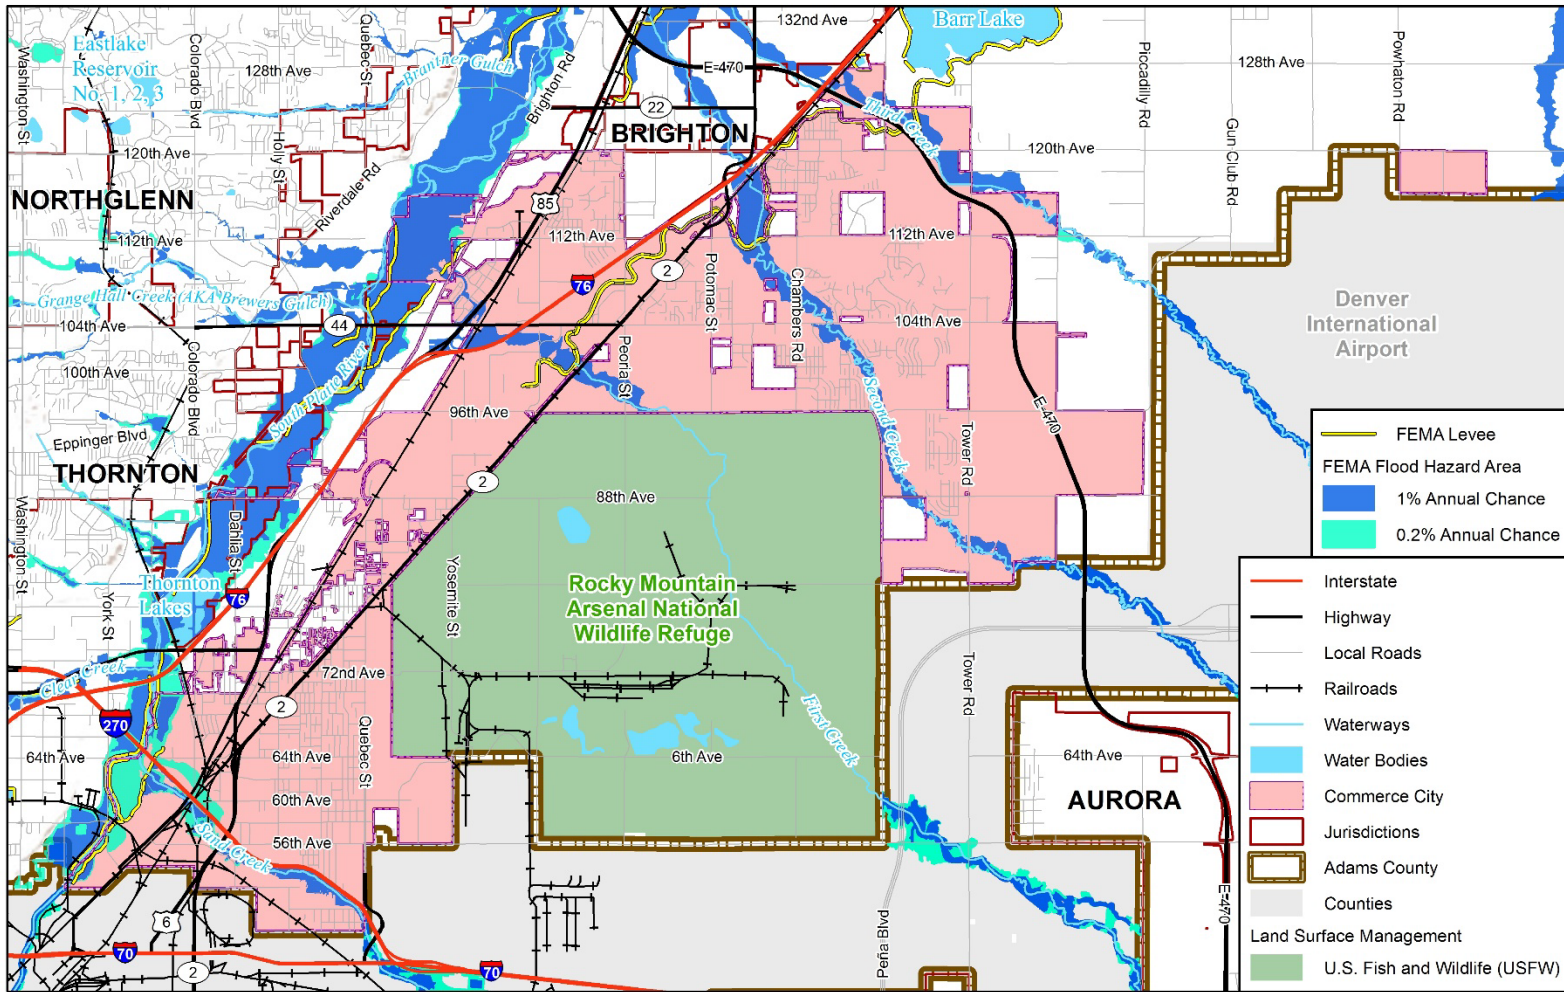 132nd Ave
Barr Lake
Eastlake
Reservoir
No. 1, 2, 3
Washington St
Colorado Blvd
Quebec St
128th Ave
Brantner Gulch
Brighton Rd
E-470
Piccadilly Rd
128th Ave
Powhaton Rd
22
BRIGHTON
Third Creek
120th Ave
Holly St
Riverdale Rd
120th Ave
Gun Club Rd
NORTHGLENN
85
112th Ave
112th Ave
112th Ave
2
Potomac St
Chambers Rd
76
Grange Hall Creek (AKA Brewers Gulch)
104th Ave
44
104th Ave
Denver
International
Airport
Colorado Blvd
100th Ave
South Platte River
Peoria St
Second Creek
96th Ave
E-470
Eppinger Blvd
THORNTON
Tower Rd
2
88th Ave
Washington St
Dahlia St
Thornton
Lakes
76
York St
Yosemite St
Rocky Mountain
Arsenal National
Wildlife Refuge
Clear Creek
72nd Ave
Tower Rd
2
270
Quebec St
First Creek
64th Ave
64th Ave
6th Ave
64th Ave
60th Ave
AURORA
Sand Creek
56th Ave
E-470
6
Peña Blvd
70
2
70
FEMA Levee
FEMA Flood Hazard Area
1% Annual Chance
0.2% Annual Chance
Interstate
Highway
Local Roads
Railroads
Waterways
Water Bodies
Commerce City
Jurisdictions
Adams County
Counties
Land Surface Management
U.S. Fish and Wildlife (USFW)